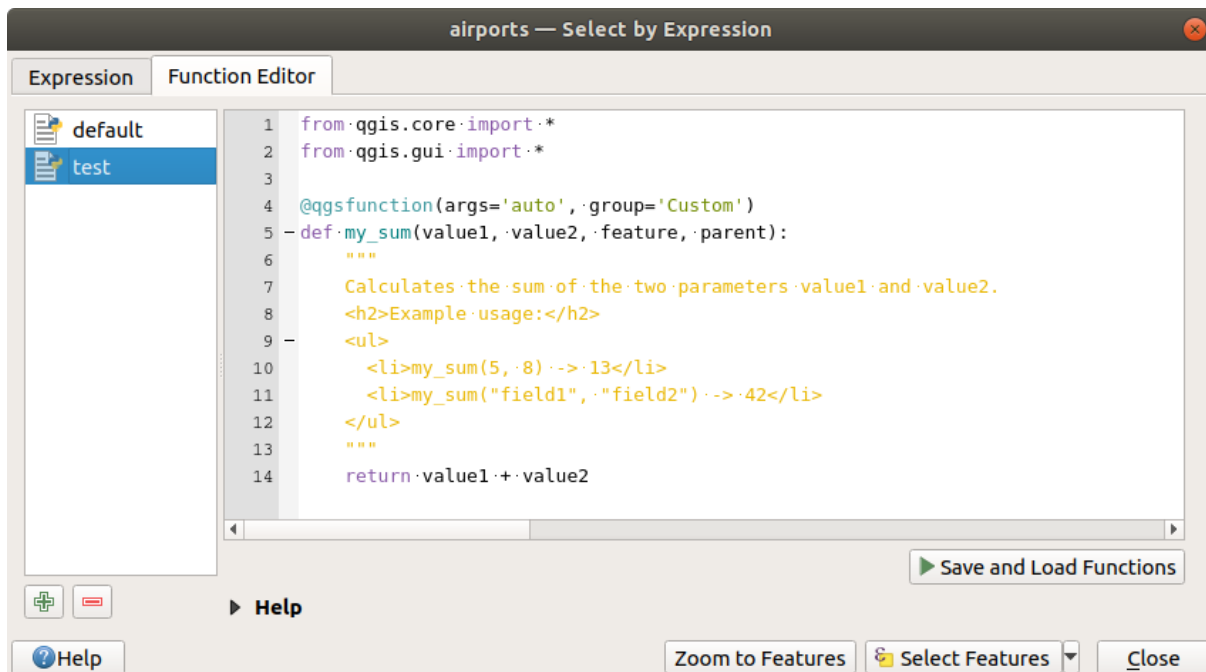 airports — Select by Expression
Expression Function Editor
default
test
1 from qgis.core import *
2 from qgis.gui import *
3
4 @qgsfunction(args='auto', group='Custom')
5 def my_sum(value1, value2, feature, parent):
6 """
7 Calculates the sum of the two parameters value1 and value2.
8 <h2>Example usage:</h2>
9 <ul>
10 <li>my_sum(5, 8) -> 13</li>
11 <li>my_sum("field1", "field2") -> 42</li>
12 </ul>
13 """
14 return value1 + value2
Save and Load Functions
Help
Help Zoom to Features Select Features Close